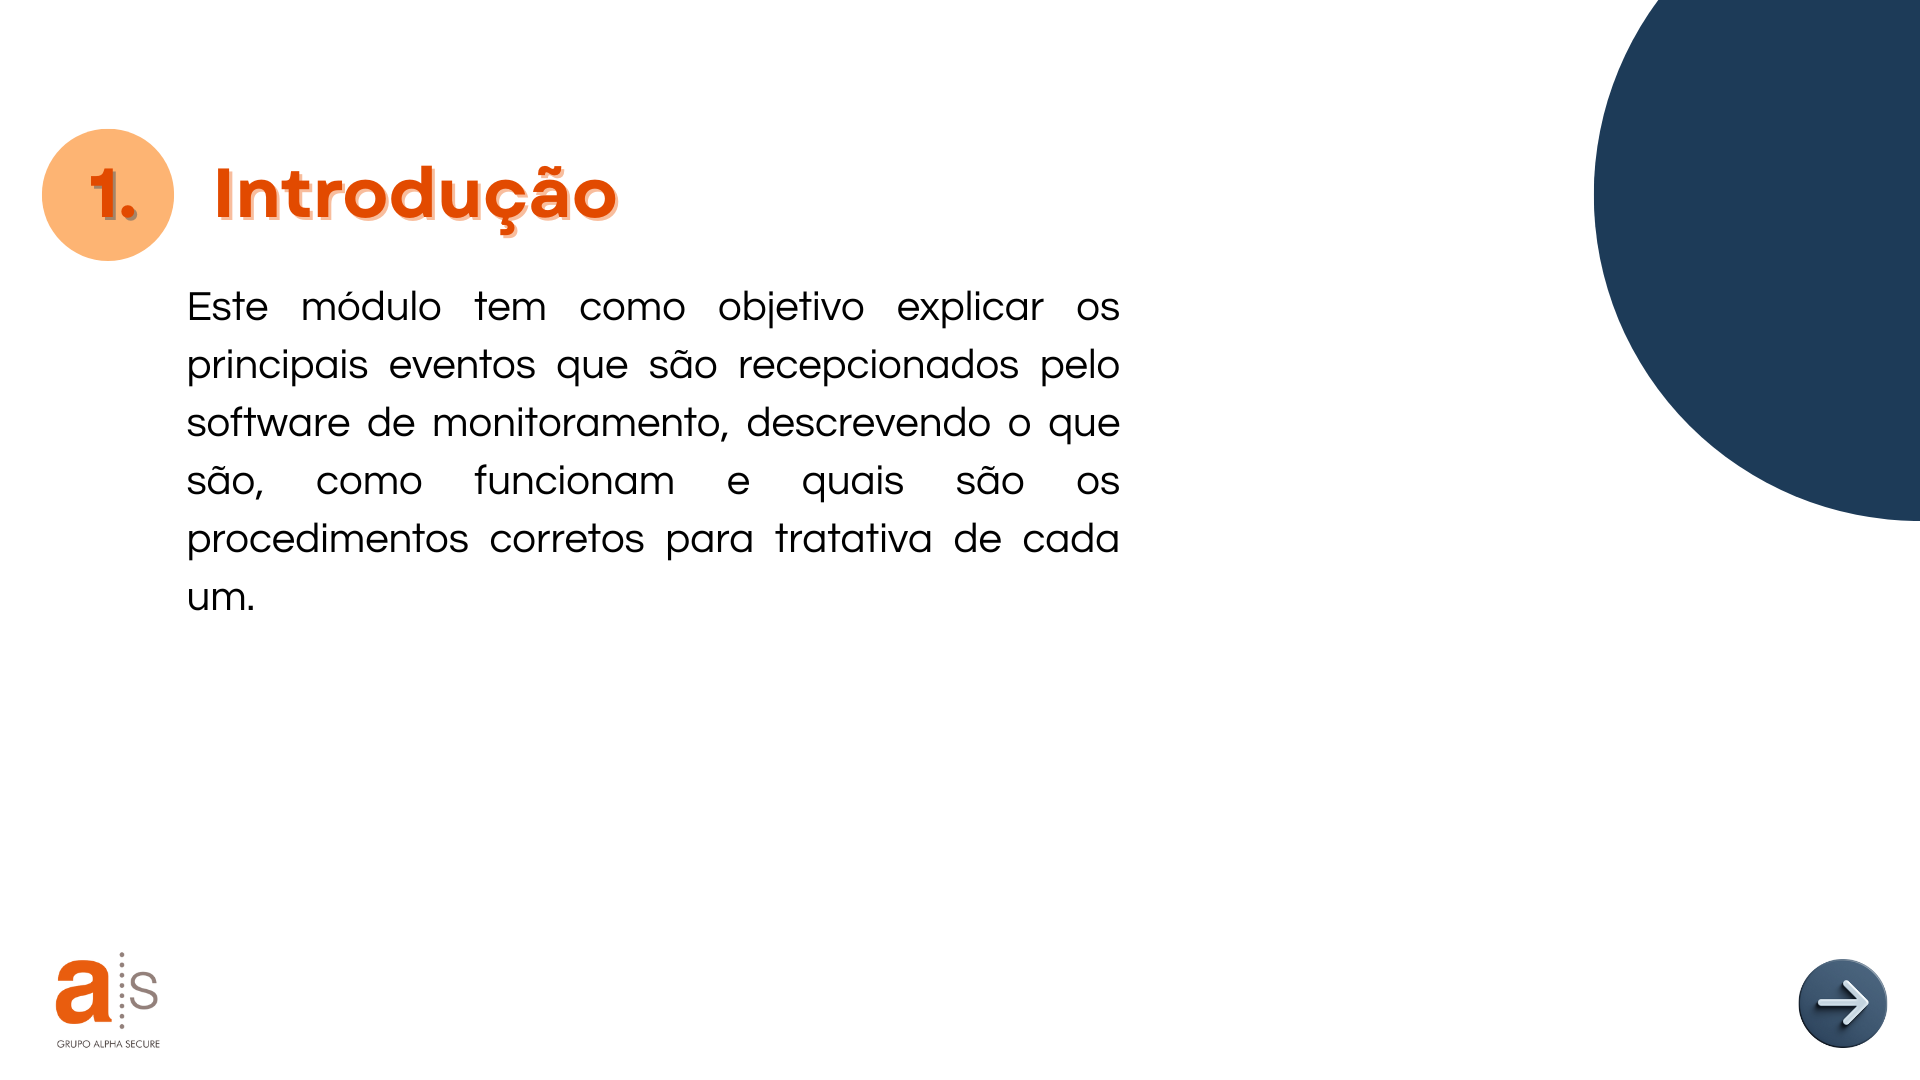 1. Introdução
Este módulo tem como objetivo explicar os
principais eventos que são recepcionados pelo
software de monitoramento, descrevendo o que
são, como funcionam e quais são os
procedimentos corretos para tratativa de cada
um.
a s
GRUPO ALPHA SECURE